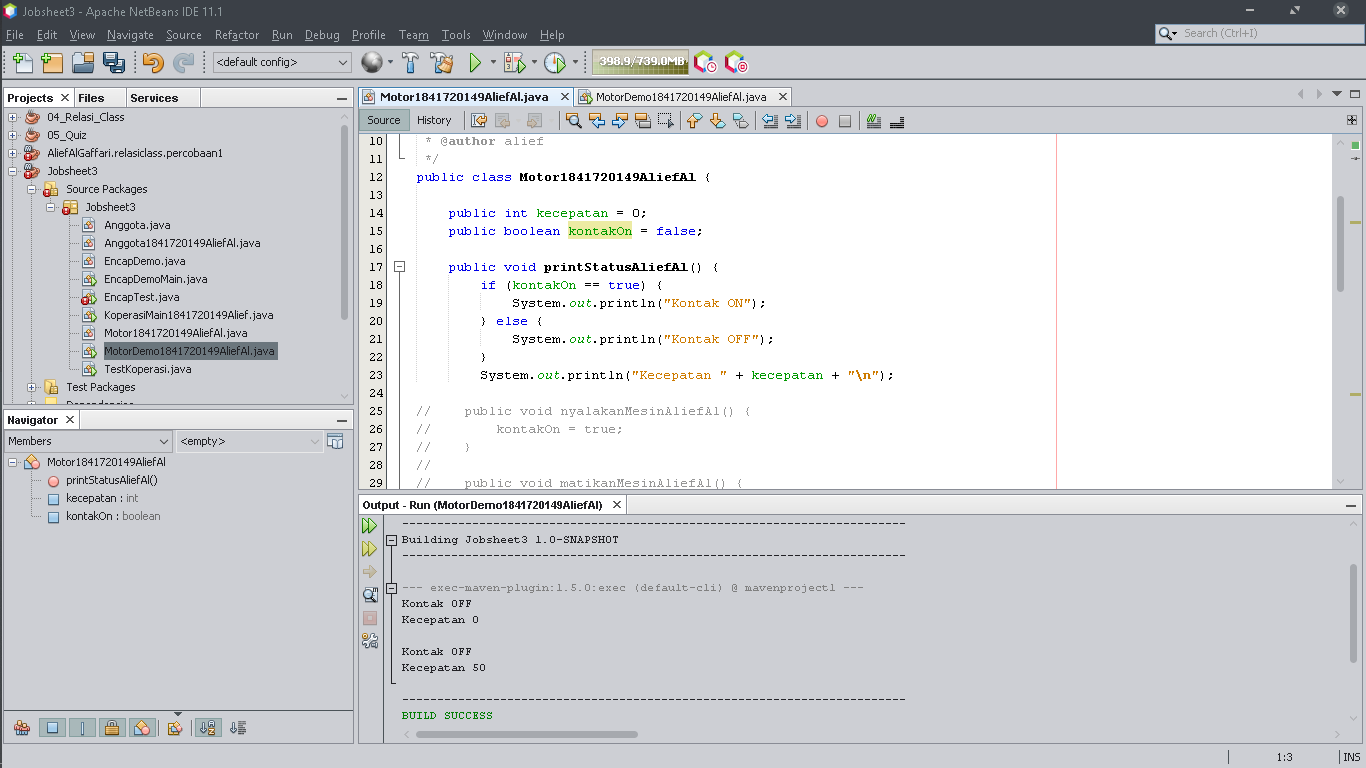 Jobsheet3 - Apache NetBeans IDE 11.1
File Edit View Navigate Source Refactor Run Debug Profile Team Tools Window Help
Search (Ctrl+I)
<default config>
398.9/739.0MB
Projects Files Services
04_Relasi_Class
05_Quiz
AliefAlGaffari.relasiclass.percobaan1
Jobsheet3
Source Packages
Jobsheet3
Anggota.java
Anggota1841720149AliefAl.java
EncapDemo.java
EncapDemoMain.java
EncapTest.java
KoperasiMain1841720149Alief.java
Motor1841720149AliefAl.java
MotorDemo1841720149AliefAl.java
TestKoperasi.java
Test Packages
Navigator
Members
<empty>
Motor1841720149AliefAl
printStatusAliefAl()
kecepatan : int
kontakOn : boolean
Motor1841720149AliefAl.java MotorDemo1841720149AliefAl.java
Source History
10 * @author alief
11 */
12 public class Motor1841720149AliefAl {
13
14 public int kecepatan = 0;
15 public boolean kontakOn = false;
16
17 public void printStatusAliefAl() {
18 if (kontakOn == true) {
19 System.out.println("Kontak ON");
20 } else {
21 System.out.println("Kontak OFF");
22 }
23 System.out.println("Kecepatan " + kecepatan + "\n");
24
25 // public void nyalakanMesinAliefAl() {
26 // kontakOn = true;
27 // }
28 //
29 // public void matikanMesinAliefAl() {
Output - Run (MotorDemo1841720149AliefAl)
------------------------------------------------------------------------
Building Jobsheet3 1.0-SNAPSHOT
------------------------------------------------------------------------
--- exec-maven-plugin:1.5.0:exec (default-cli) @ mavenproject1 ---
Kontak OFF
Kecepatan 0
Kontak OFF
Kecepatan 50
------------------------------------------------------------------------
BUILD SUCCESS
1:3 INS